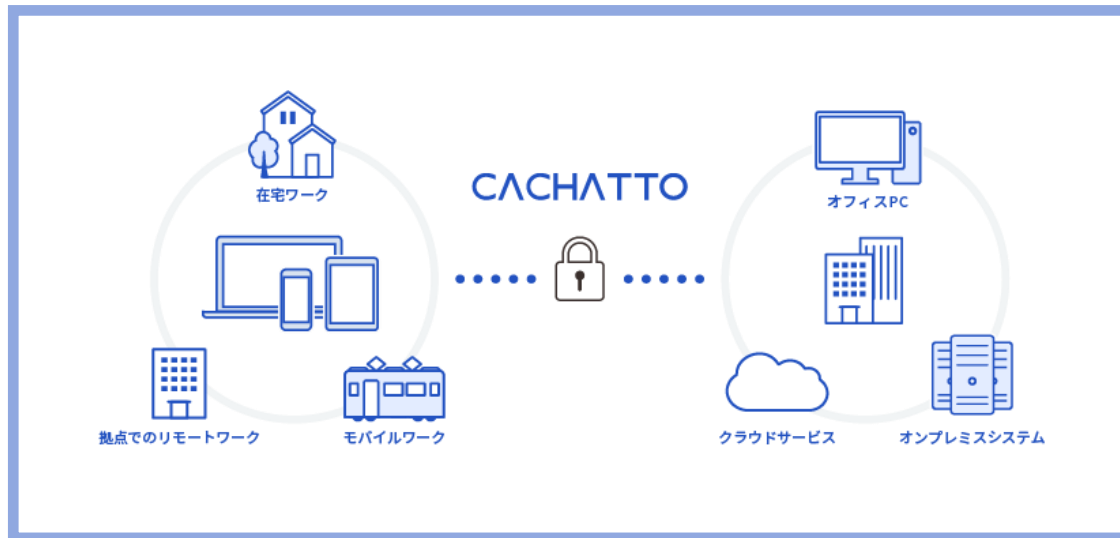 在宅ワーク
CACHATTO
オフィスPC
拠点でのリモートワーク
モバイルワーク
クラウドサービス
オンプレミスシステム